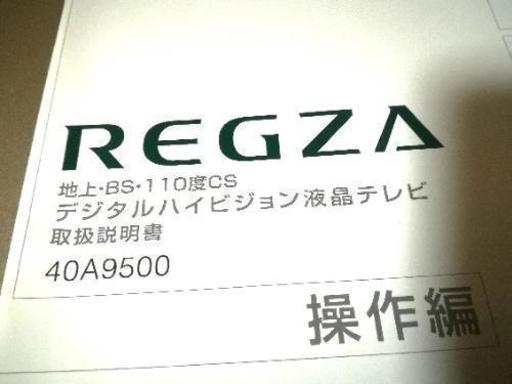 REGZA
地上・BS・110度CS
デジタルハイビジョン液晶テレビ
取扱説明書
40A9500
操作編